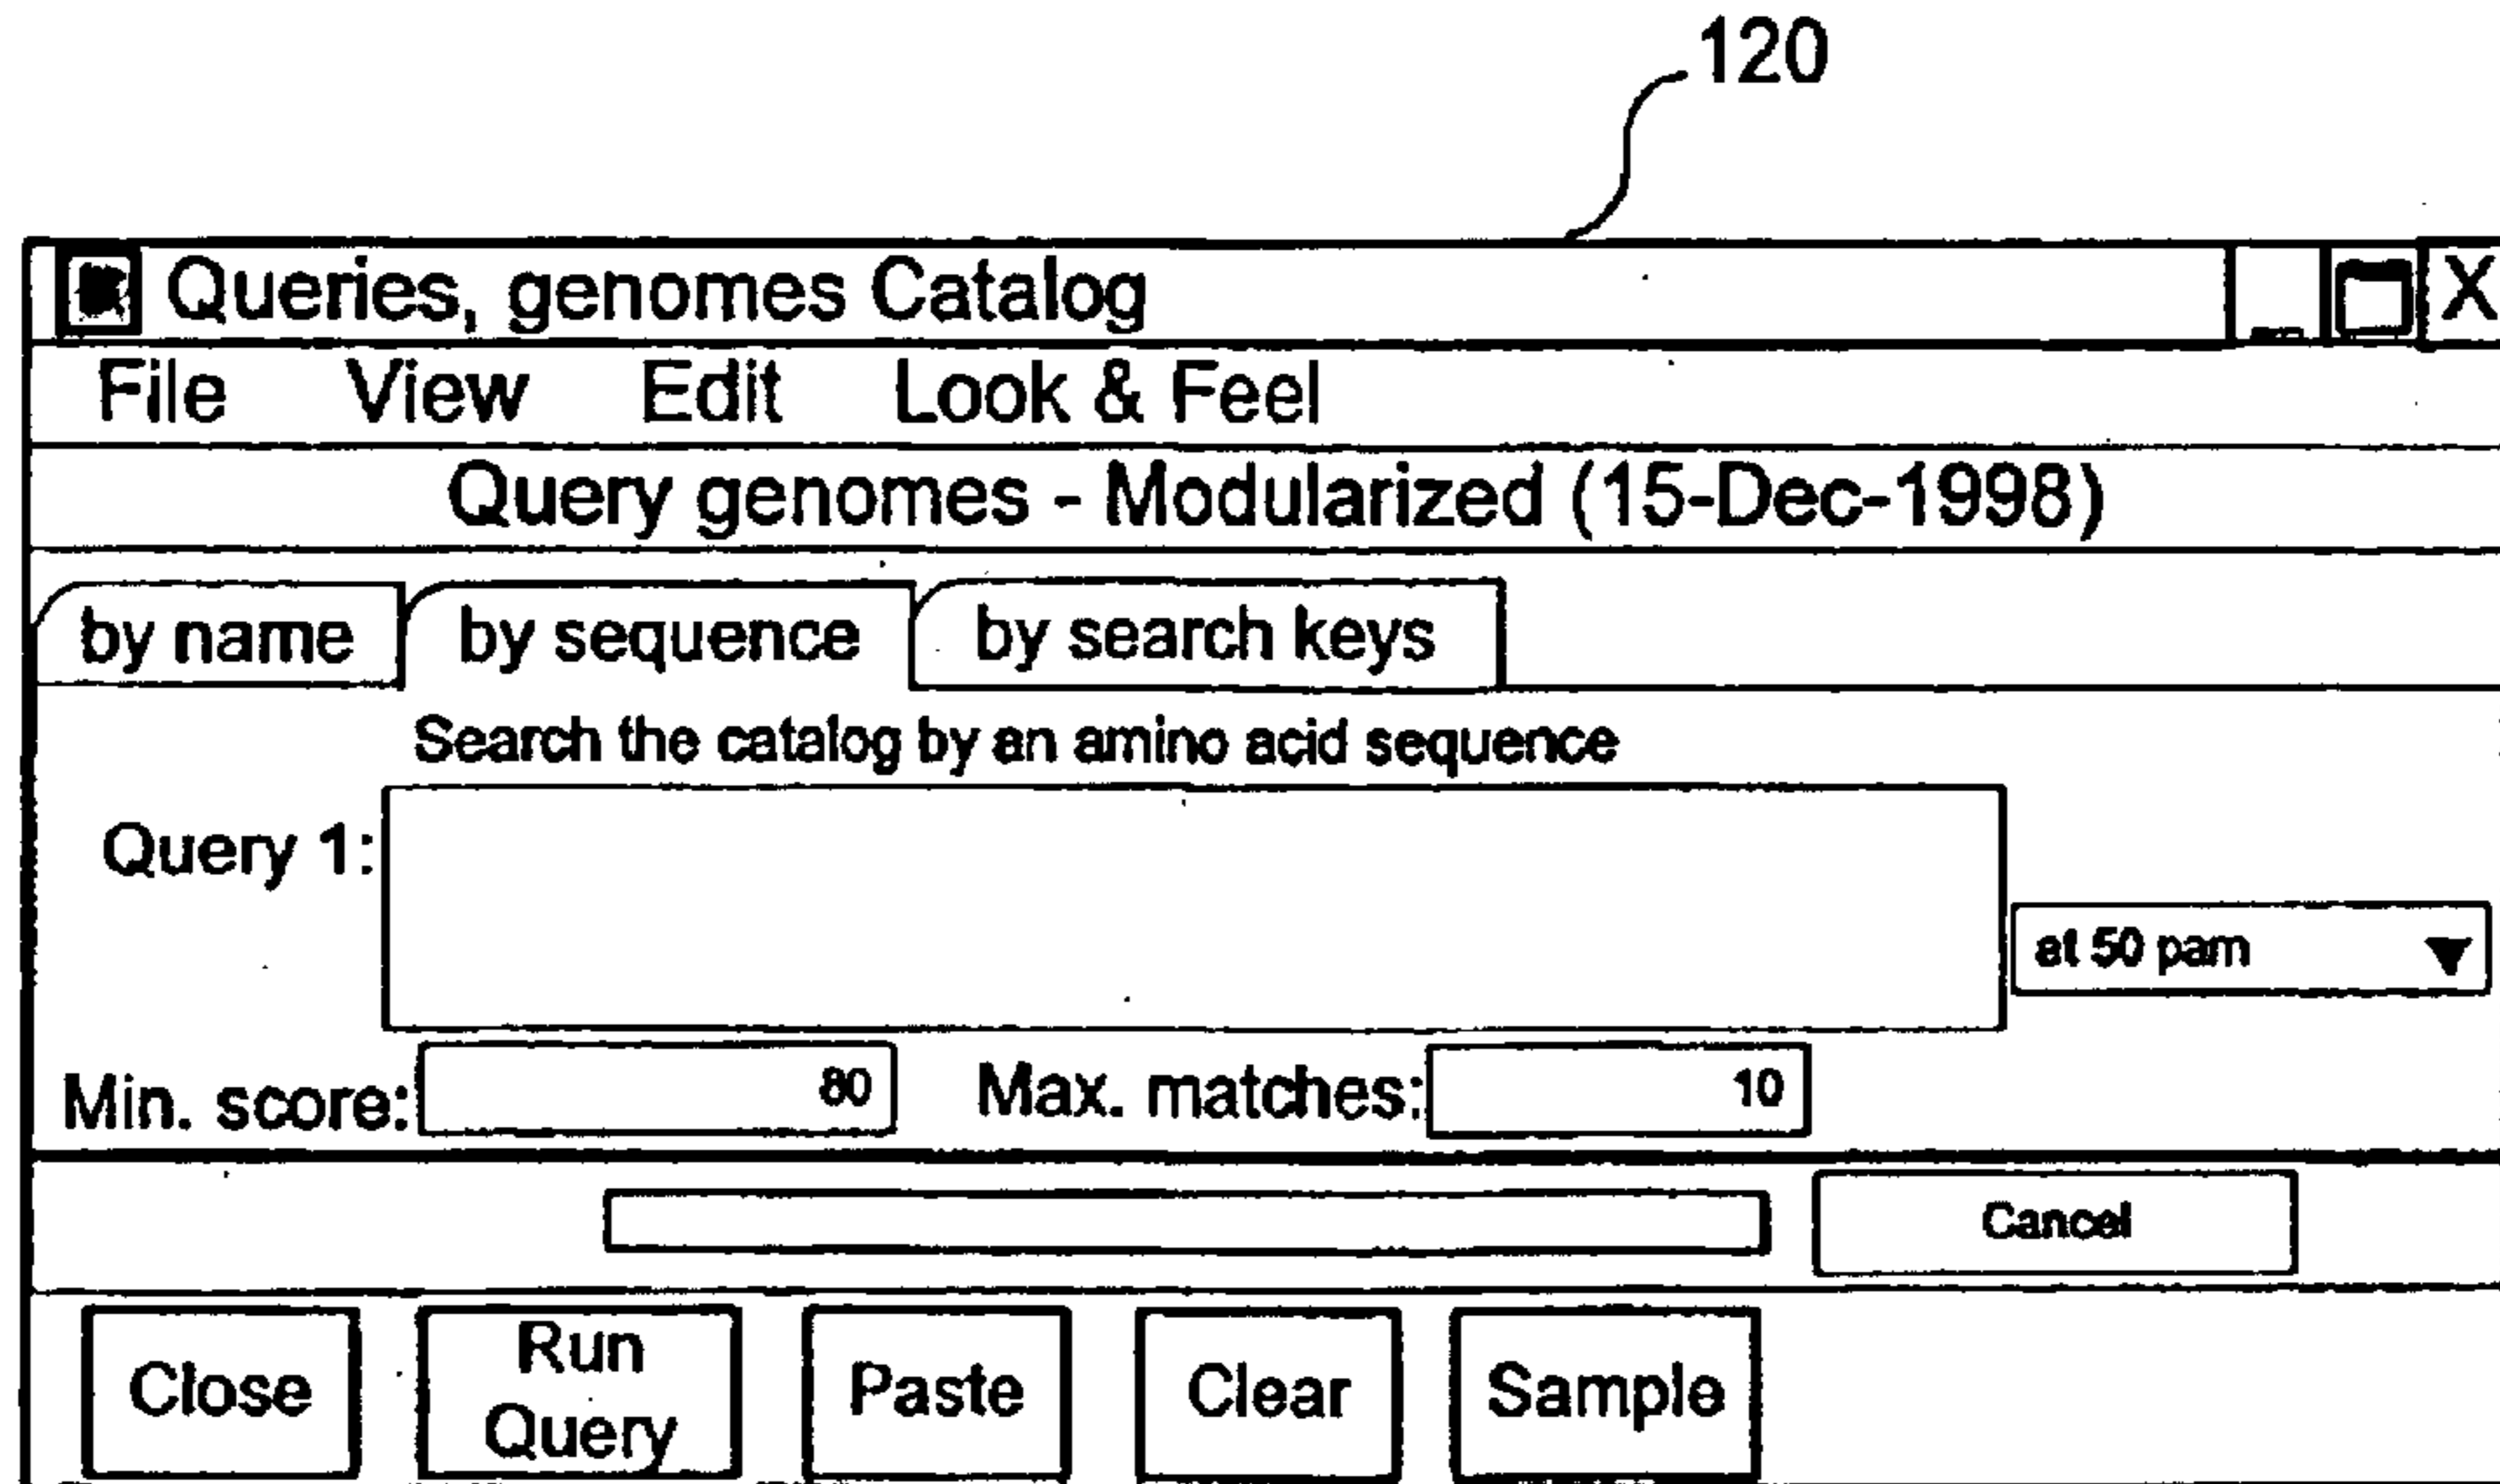 120
Queries, genomes Catalog X
File View Edit Look & Feel
Query genomes - Modularized (15-Dec-1998)
by name by sequence by search keys
Search the catalog by an amino acid sequence
Query 1:
at 50 pam
Min. score: 80 Max. matches: 10
Cancel
Close Run Query Paste Clear Sample